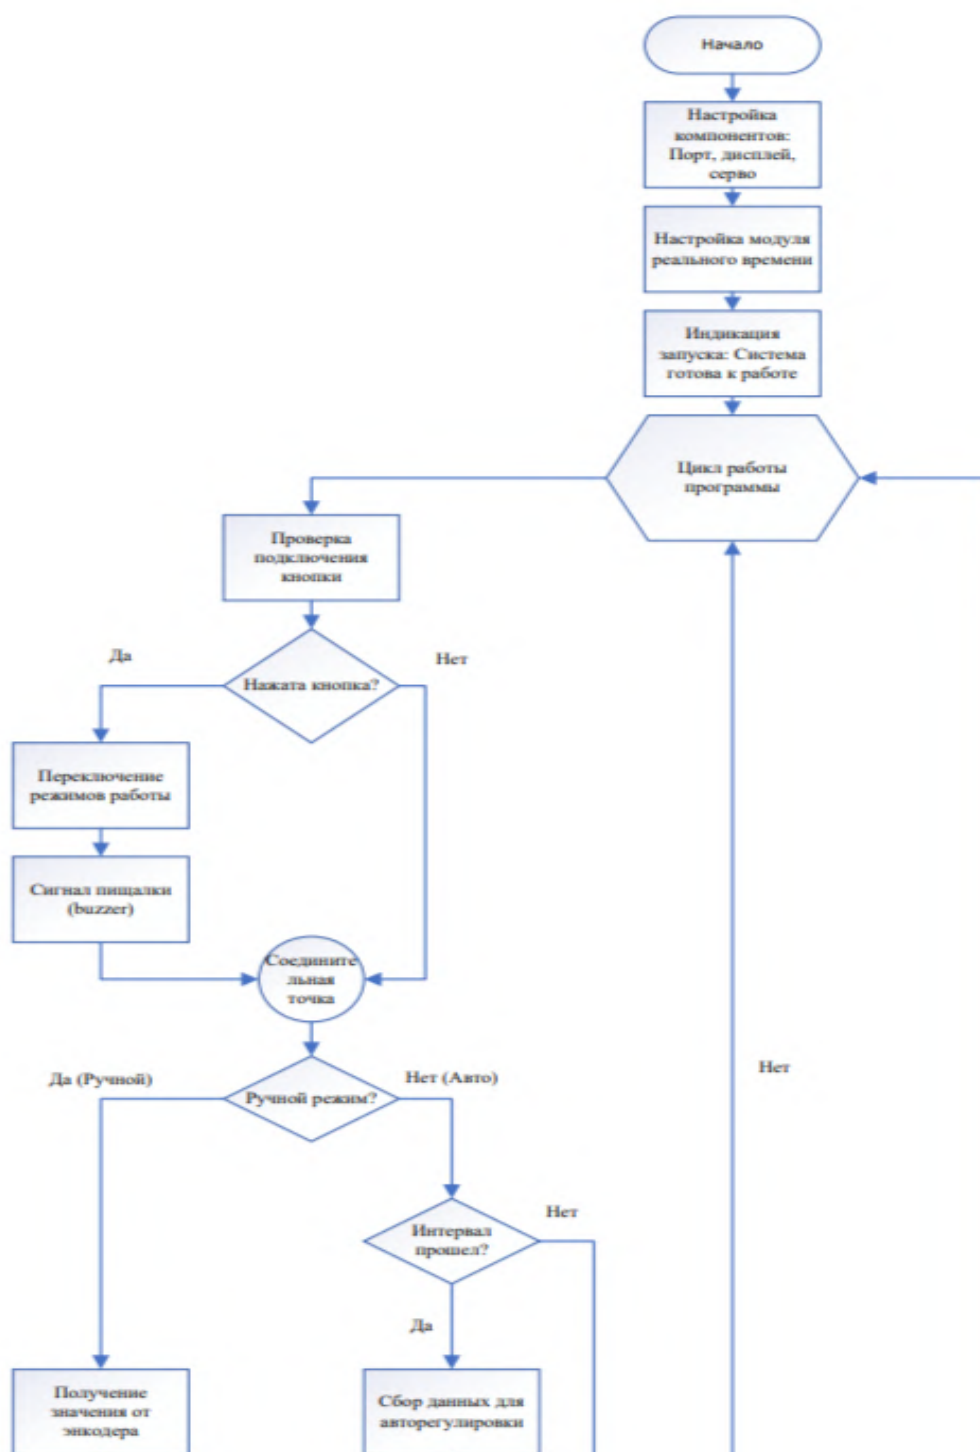 Начало
Настройка
компонентов:
Порт, дисплей,
серво
Настройка модуля
реального времени
Индикация
запуска: Система
готова к работе
Цикл работы
программы
Проверка
подключения
кнопки
Да
Нет
Нажата кнопка?
Переключение
режимов работы
Сигнал пищалки
(buzzer)
Соедините
льная
точка
Да (Ручной)
Нет (Авто)
Ручной режим?
Нет
Интервал
прошел?
Нет
Да
Получение
значения от
энкодера
Сбор данных для
авторегулировки